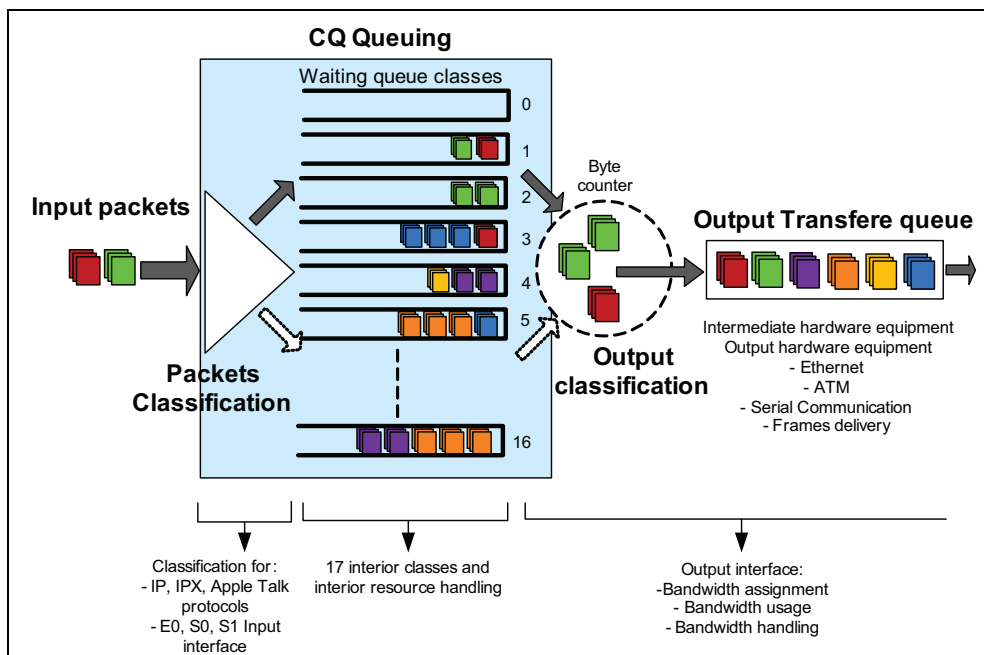 CQ Queuing
Waiting queue classes
0
1
2
3
4
5
16
Input packets
Packets
Classification
Byte
counter
Output
classification
Output Transfere queue
Intermediate hardware equipment
Output hardware equipment
- Ethernet
- ATM
- Serial Communication
- Frames delivery
Classification for:
- IP, IPX, Apple Talk
protocols
- E0, S0, S1 Input
interface
17 interior classes and
interior resource handling
Output interface:
-Bandwidth assignment
- Bandwidth usage
- Bandwidth handling